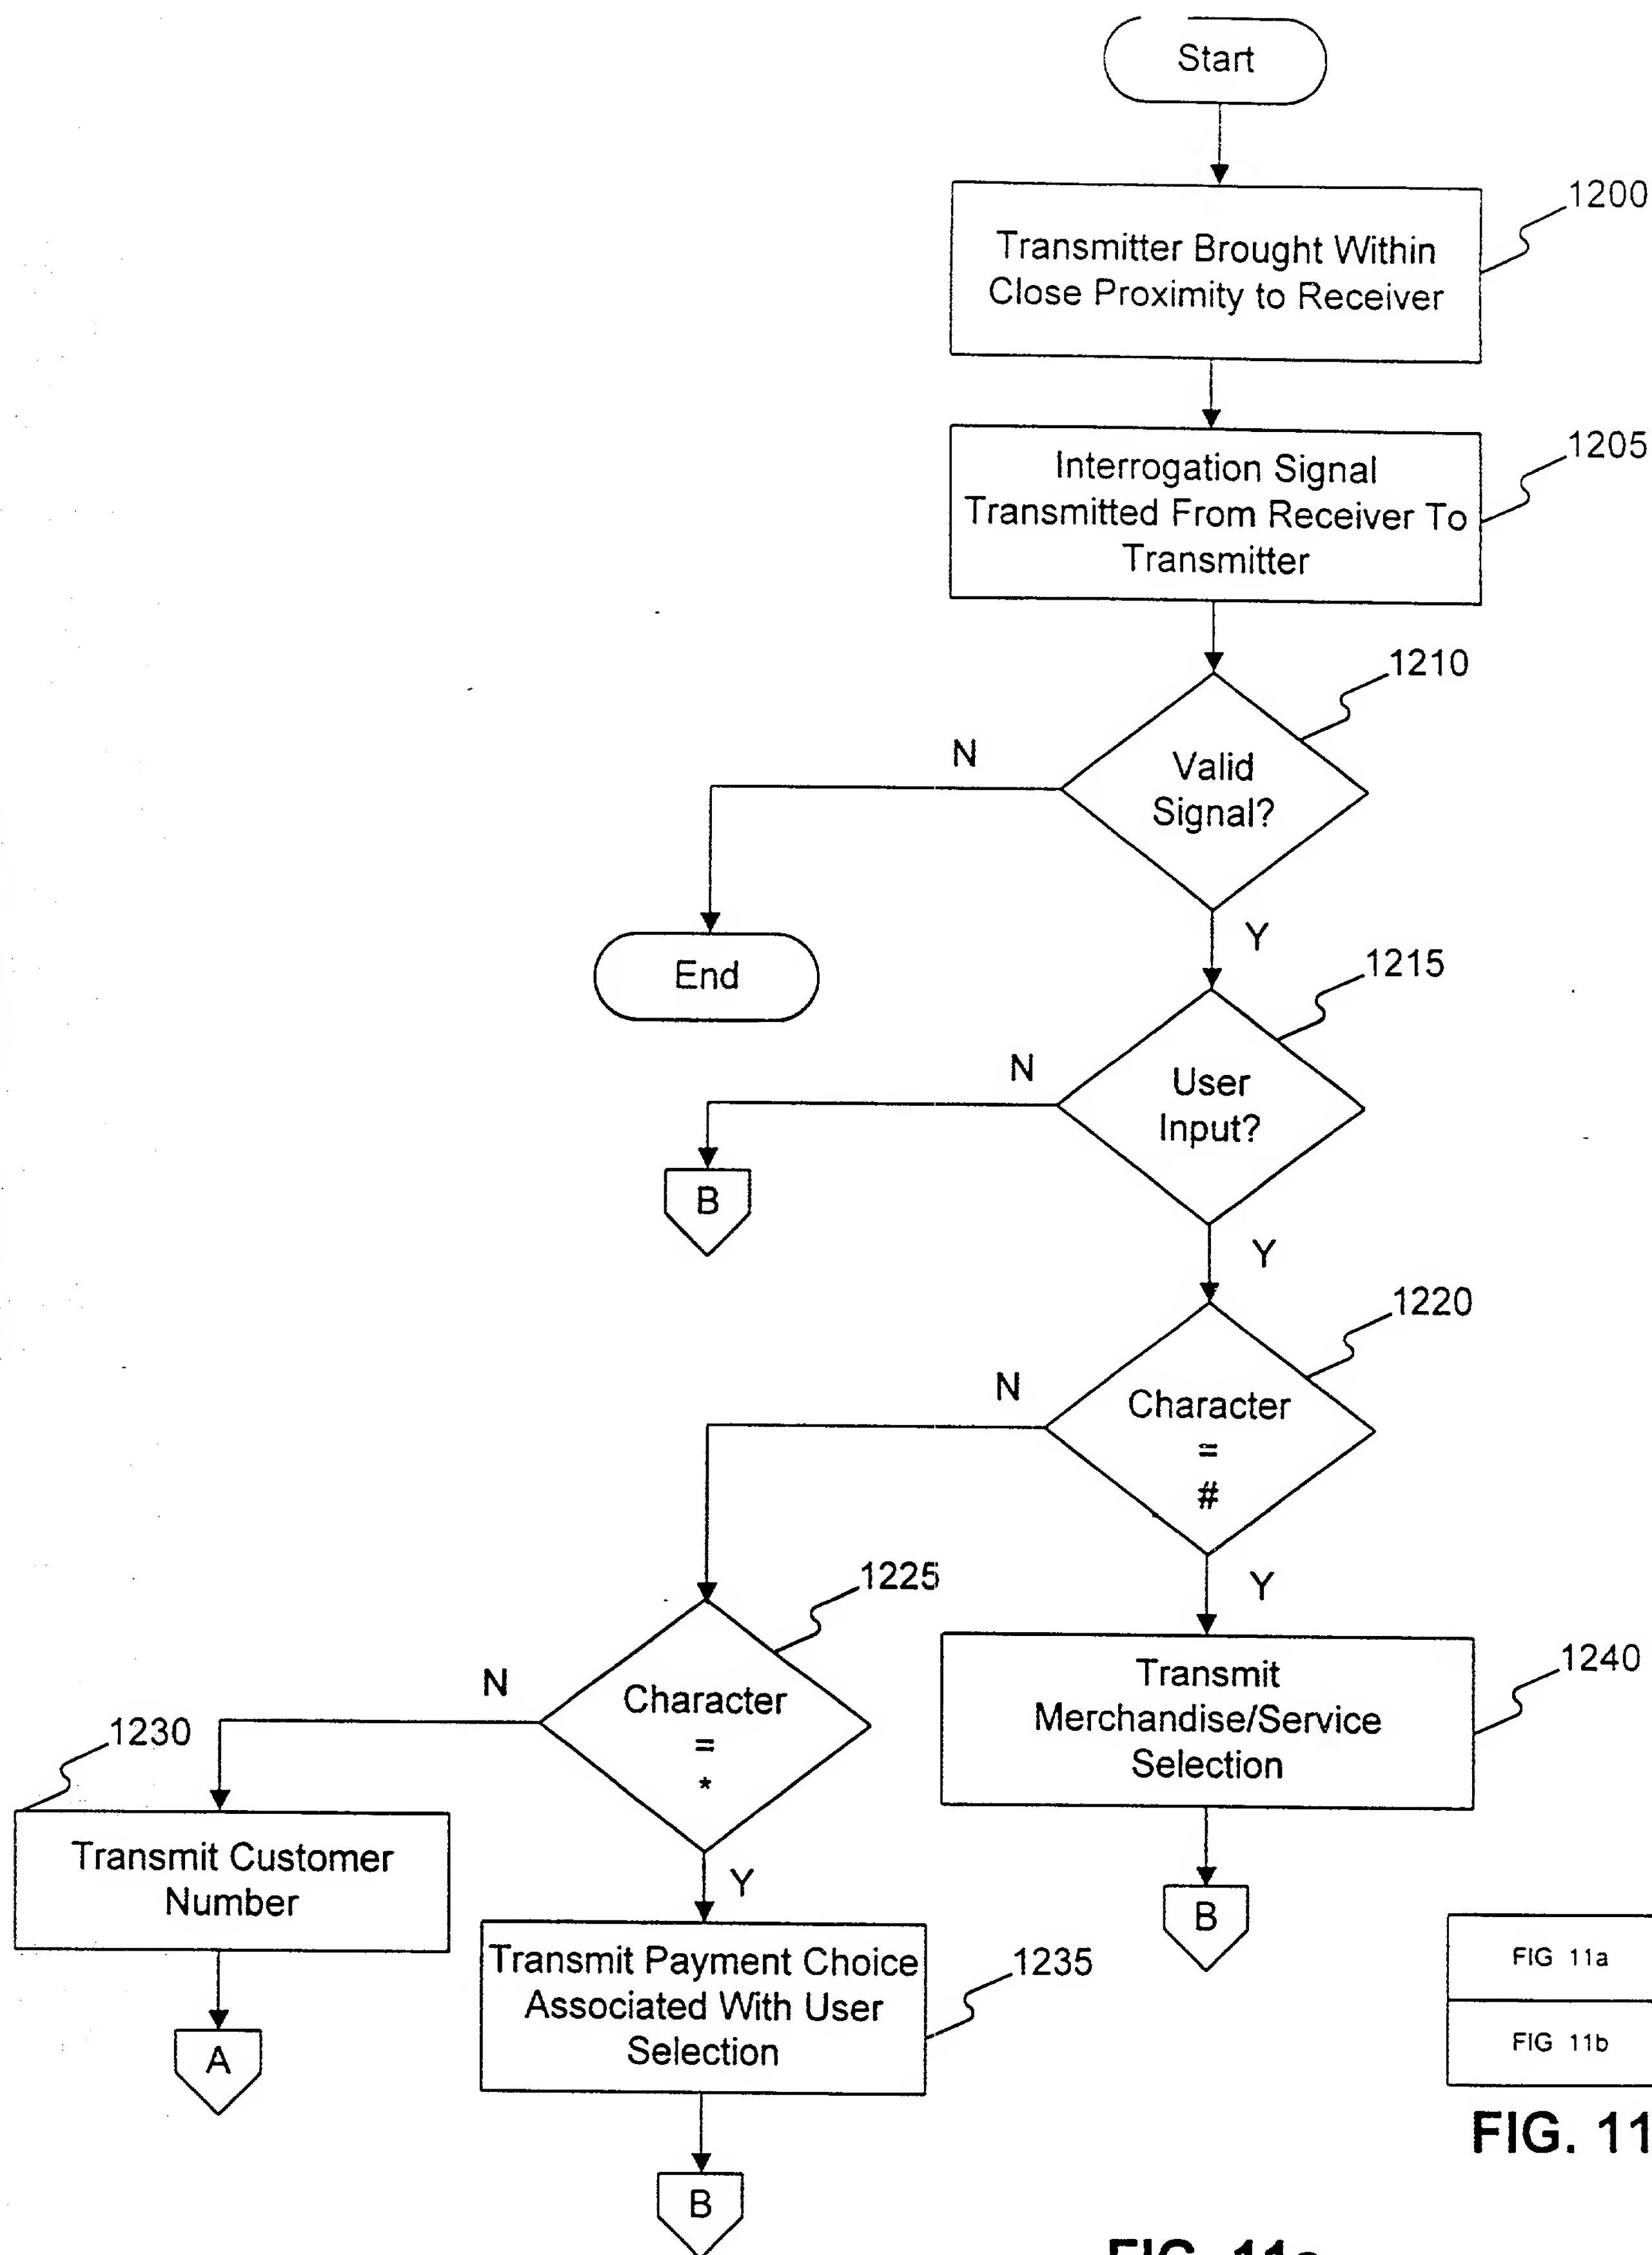 Start
1200
Transmitter Brought Within
Close Proximity to Receiver
1205
Interrogation Signal
Transmitted From Receiver To
Transmitter
1210
N
Valid
Signal?
Y
End
1215
N
User
Input?
B
Y
1220
N
Character
=
#
1225
Y
N
Character
=
*
1240
Transmit
Merchandise/Service
Selection
1230
Transmit Customer
Number
Y
B
1235
Transmit Payment Choice
Associated With User
Selection
FIG 11a
FIG 11b
A
FIG. 11
B